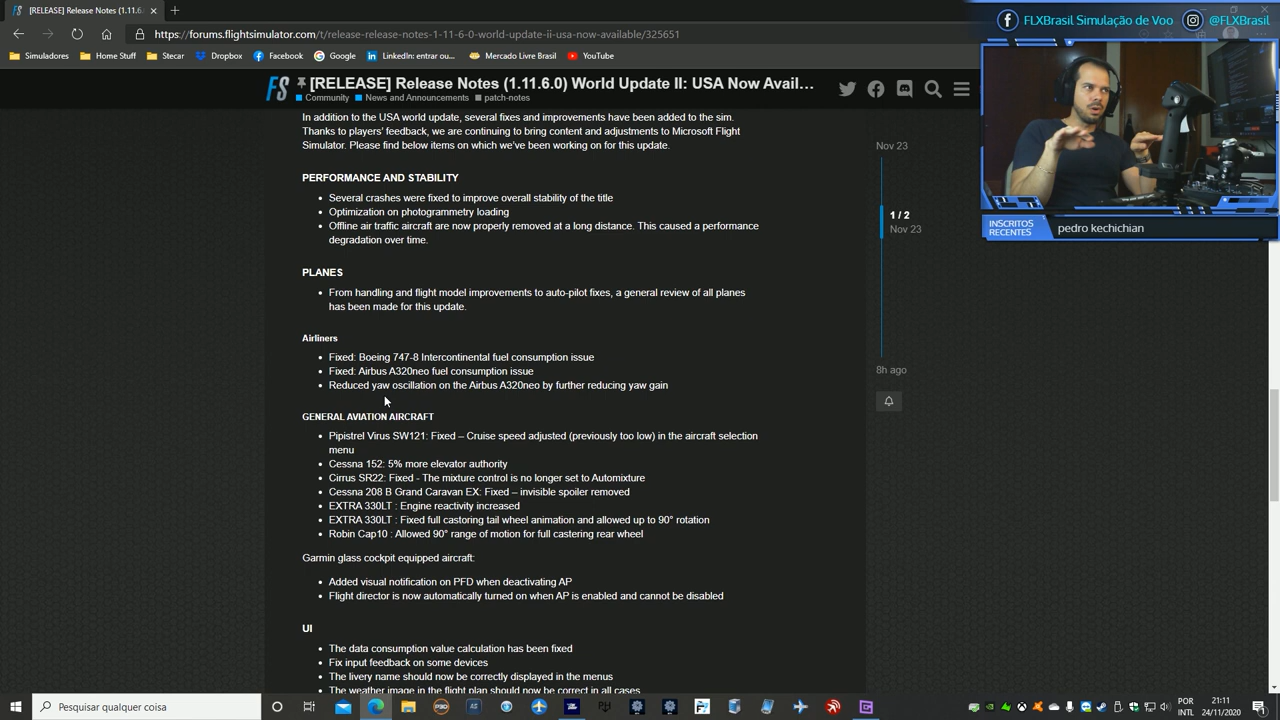 [RELEASE] Release Notes (1.11.6.
FLXBrasil Simulação de Voo
@FLXBrasil
https://forums.flightsimulator.com/t/release-release-notes-1-11-6-0-world-update-ii-usa-now-available/325651
Simuladores Home Stuff Stecar Dropbox Facebook Google LinkedIn: entrar ou... Mercado Livre Brasil YouTube
FS [RELEASE] Release Notes (1.11.6.0) World Update II: USA Now Avail...
Community News and Announcements patch-notes
In addition to the USA world update, several fixes and improvements have been added to the sim.
Thanks to players' feedback, we are continuing to bring content and adjustments to Microsoft Flight
Simulator. Please find below items on which we've been working on for this update.
PERFORMANCE AND STABILITY
• Several crashes were fixed to improve overall stability of the title
• Optimization on photogrammetry loading
• Offline air traffic aircraft are now properly removed at a long distance. This caused a performance
degradation over time.
PLANES
• From handling and flight model improvements to auto-pilot fixes, a general review of all planes
has been made for this update.
Airliners
• Fixed: Boeing 747-8 Intercontinental fuel consumption issue
• Fixed: Airbus A320neo fuel consumption issue
• Reduced yaw oscillation on the Airbus A320neo by further reducing yaw gain
GENERAL AVIATION AIRCRAFT
• Pipistrel Virus SW121: Fixed – Cruise speed adjusted (previously too low) in the aircraft selection
menu
• Cessna 152: 5% more elevator authority
• Cirrus SR22: Fixed - The mixture control is no longer set to Automixture
• Cessna 208 B Grand Caravan EX: Fixed – invisible spoiler removed
• EXTRA 330LT : Engine reactivity increased
• EXTRA 330LT : Fixed full castoring tail wheel animation and allowed up to 90° rotation
• Robin Cap10 : Allowed 90° range of motion for full castering rear wheel
Garmin glass cockpit equipped aircraft:
• Added visual notification on PFD when deactivating AP
• Flight director is now automatically turned on when AP is enabled and cannot be disabled
UI
• The data consumption value calculation has been fixed
• Fix input feedback on some devices
• The livery name should now be correctly displayed in the menus
• The weather image in the flight plan should now be correct in all cases
Nov 23
1 / 2
Nov 23
8h ago
INSCRITOS
RECENTES
pedro kechichian
Pesquisar qualquer coisa
POR
INTL
21:11
24/11/2020